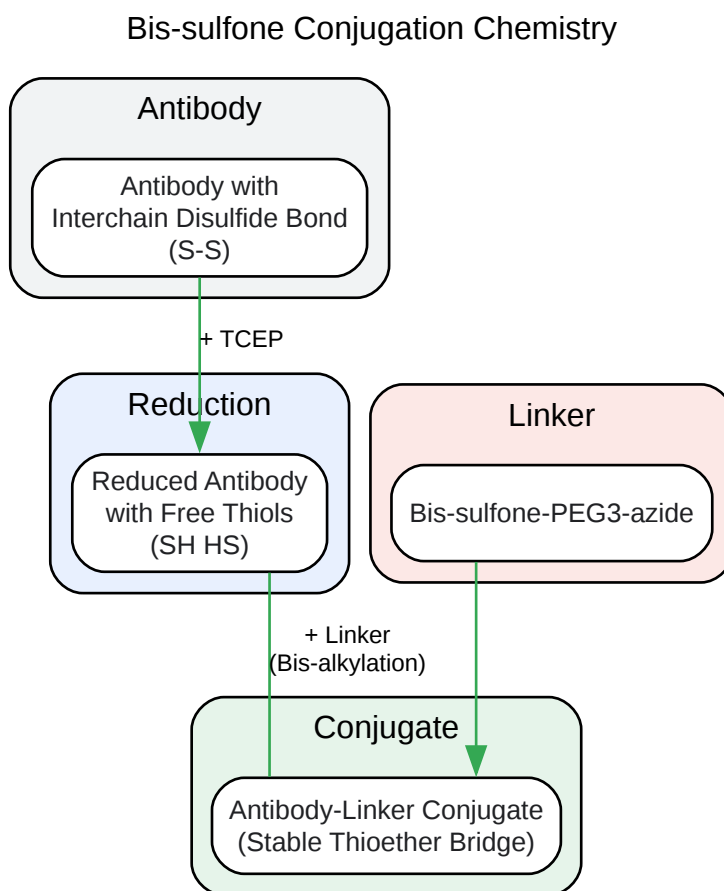 Bis-sulfone Conjugation Chemistry
Antibody
Antibody with
Interchain Disulfide Bond
(S-S)
+ TCEP
Reduction
Reduced Antibody
with Free Thiols
(SH HS)
Linker
Bis-sulfone-PEG3-azide
+ Linker
(Bis-alkylation)
Conjugate
Antibody-Linker Conjugate
(Stable Thioether Bridge)